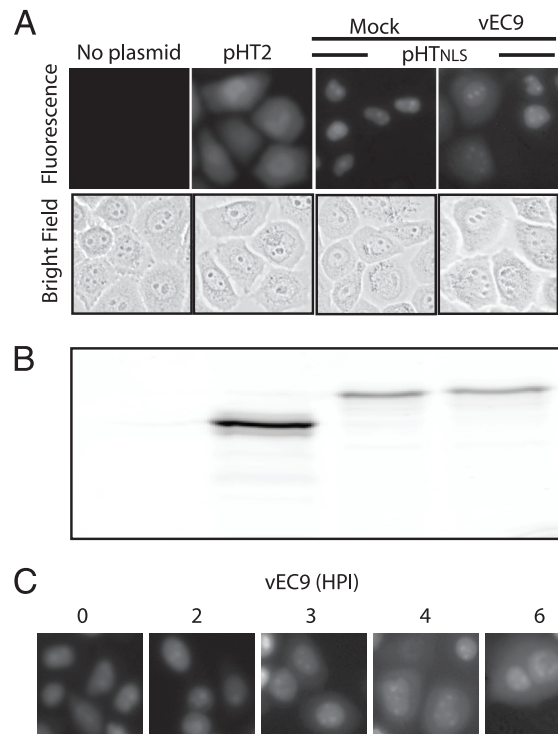 A
Mock vEC9
No plasmid pHT2 pHTNLS
Fluorescence
Bright Field
B
C
vEC9 (HPI)
0 2 3 4 6